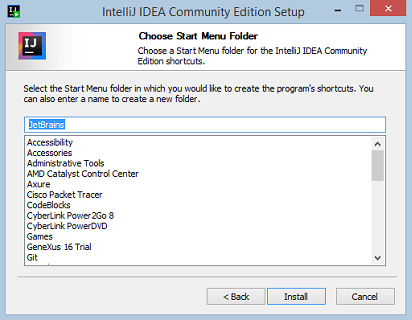 IntelliJ IDEA Community Edition Setup
IJ
Choose Start Menu Folder
Choose a Start Menu folder for the IntelliJ IDEA Community
Edition shortcuts.
Select the Start Menu folder in which you would like to create the program's shortcuts. You
can also enter a name to create a new folder.
JetBrains
Accessibility
Accessories
Administrative Tools
AMD Catalyst Control Center
Axure
Cisco Packet Tracer
CodeBlocks
CyberLink Power2Go 8
CyberLink PowerDVD
Games
GeneXus 16 Trial
Git
< Back
Install
Cancel